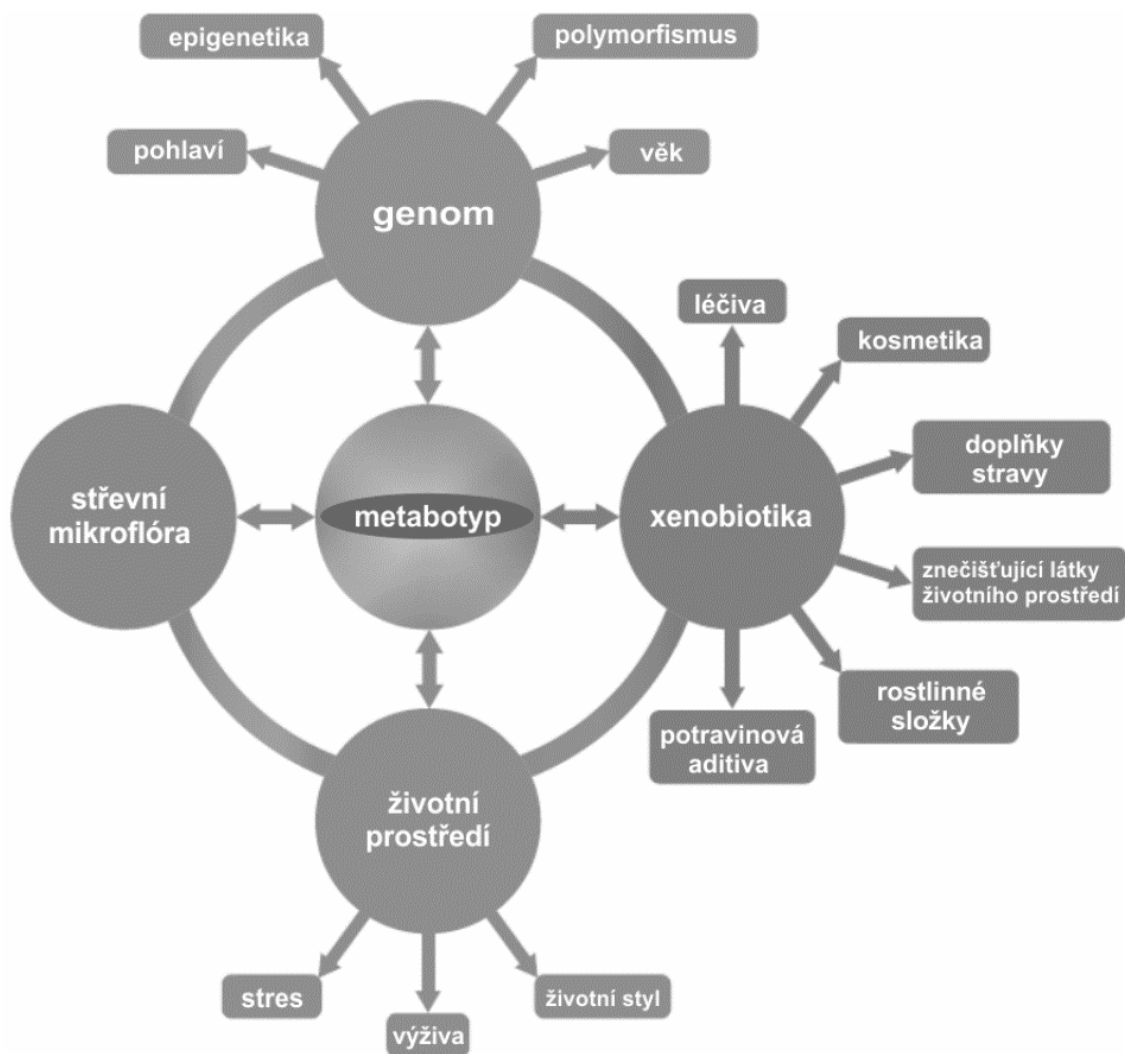 epigenetika
polymorfismus
pohlaví
věk
genom
léčiva
kosmetika
doplňky
stravy
střevní
mikroflóra
metabotyp
xenobiotika
znečišťující látky
životního prostředí
rostlinné
složky
potravinová
aditiva
životní
prostředí
stres
výživa
životní styl